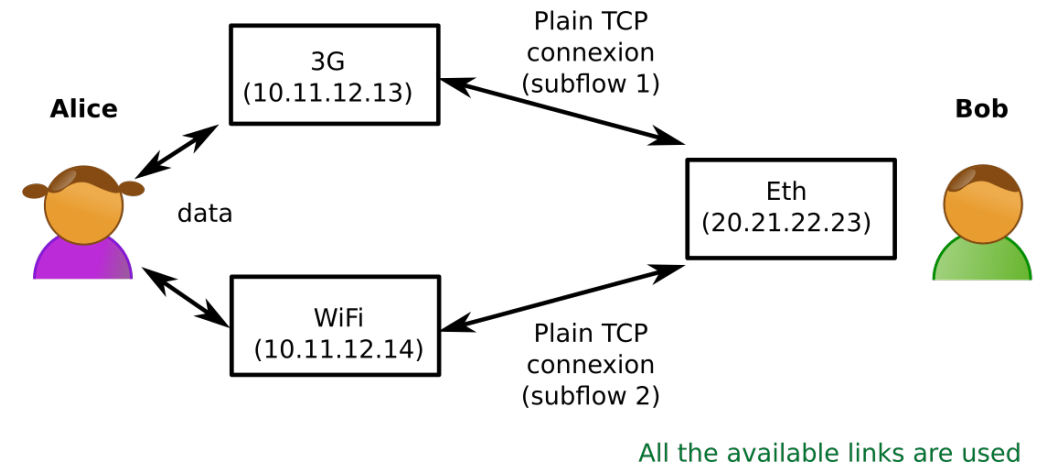 Alice
3G
(10.11.12.13)
Plain TCP
connexion
(subflow 1)
Bob
data
Eth
(20.21.22.23)
WiFi
(10.11.12.14)
Plain TCP
connexion
(subflow 2)
All the available links are used